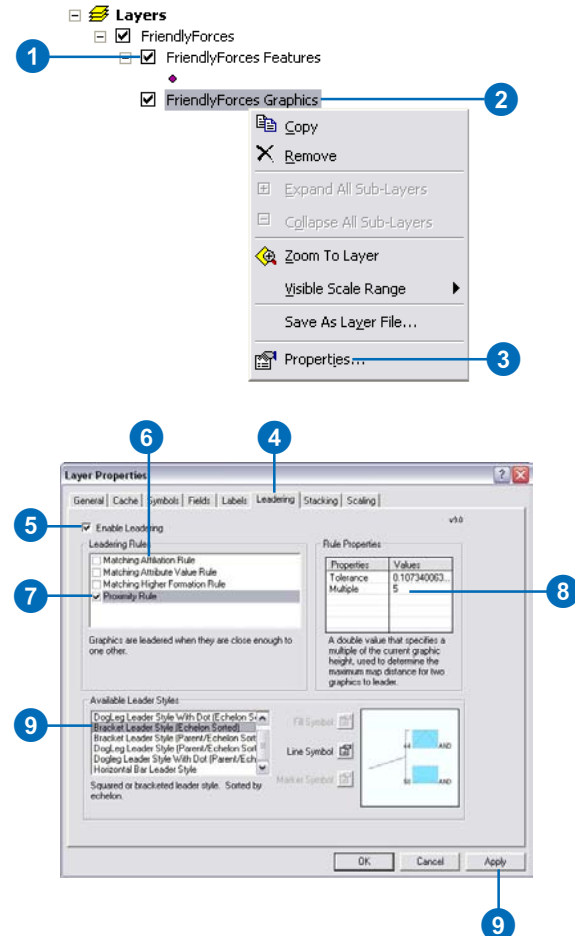 Layers
FriendlyForces
1
FriendlyForces Features
FriendlyForces Graphics
2
Copy
Remove
Expand All Sub-Layers
Collapse All Sub-Layers
Zoom To Layer
Visible Scale Range
Save As Layer File...
Properties...
3
6
4
Layer Properties
General Cache Symbols Fields Labels Leadering Stacking Scaling
5
Enable Leadering
v9.0
Leadering Rules
Matching Affiliation Rule
Matching Attribute Value Rule
Matching Higher Formation Rule
7
Proximity Rule
Graphics are leadered when they are close enough to
one other.
Rule Properties
Properties Values
Tolerance 0.107340063...
Multiple 5
8
A double value that specifies a
multiple of the current graphic
height, used to determine the
maximum map distance for two
graphics to leader.
Available Leader Styles
DogLeg Leader Style With Dot (Echelon S
9
Bracket Leader Style (Echelon Sorted)
Bracket Leader Style (Parent/Echelon Sort
DogLeg Leader Style (Parent/Echelon Sort
Dogleg Leader Style With Dot (Parent/Ech
Horizontal Bar Leader Style
Squared or bracketed leader style. Sorted by
echelon.
Fill Symbol
Line Symbol
Marker Symbol
AND
AND
OK Cancel Apply
9